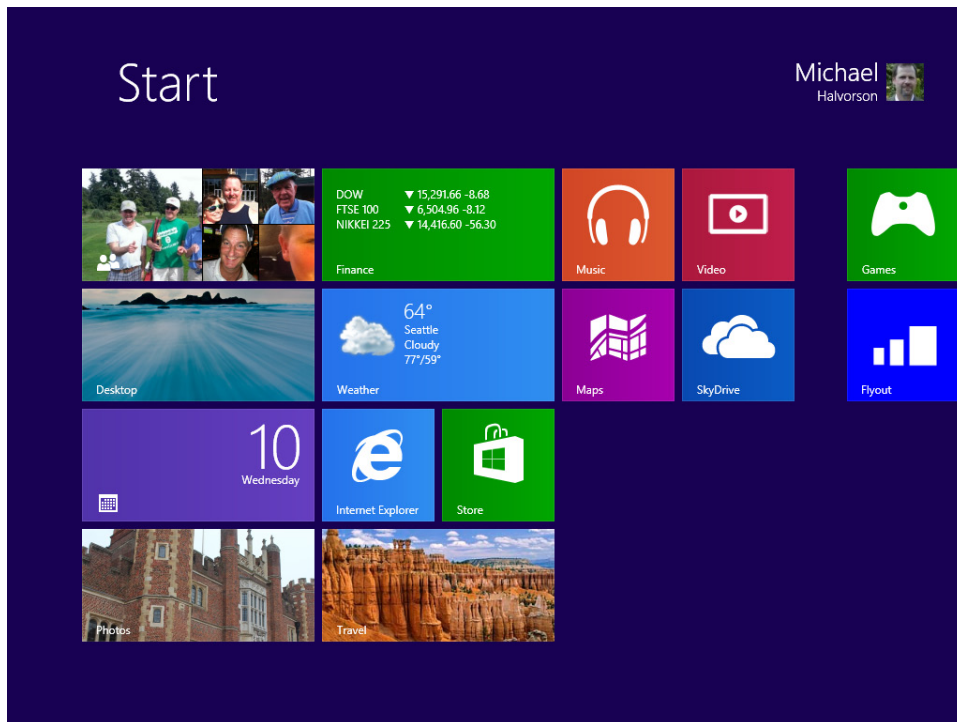 Start
Michael
Halvorson
DOW ▼ 15,291.66 -8.68
FTSE 100 ▼ 6,504.96 -8.12
NIKKEI 225 ▼ 14,416.60 -56.30
Finance
Music
Video
Games
Desktop
64°
Seattle
Cloudy
77°/59°
Weather
Maps
SkyDrive
Flyout
10
Wednesday
Internet Explorer
Store
Photos
Travel